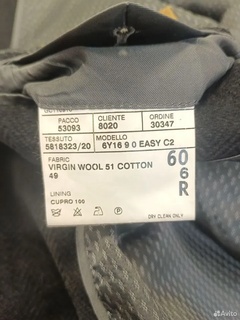 PACCO CLIENTE ORDINE
53093 8020 30347
TESSUTO MODELLO
5818323/20 6Y16 9 0 EASY C2
FABRIC
VIRGIN WOOL 51 COTTON
49
60
6
R
LINING
CUPRO 100
DRY CLEAN ONLY
Avito